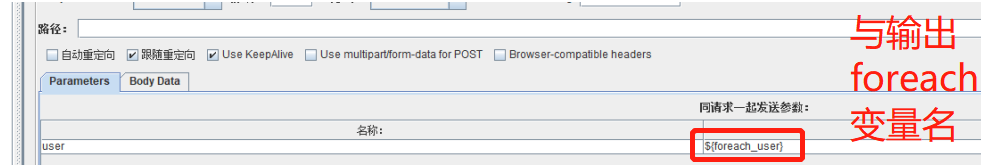 路径：
自动重定向 跟随重定向 Use KeepAlive Use multipart/form-data for POST Browser-compatible headers
Parameters Body Data
同请求一起发送参数：
名称：
user ${foreach_user}
与输出
foreach
变量名